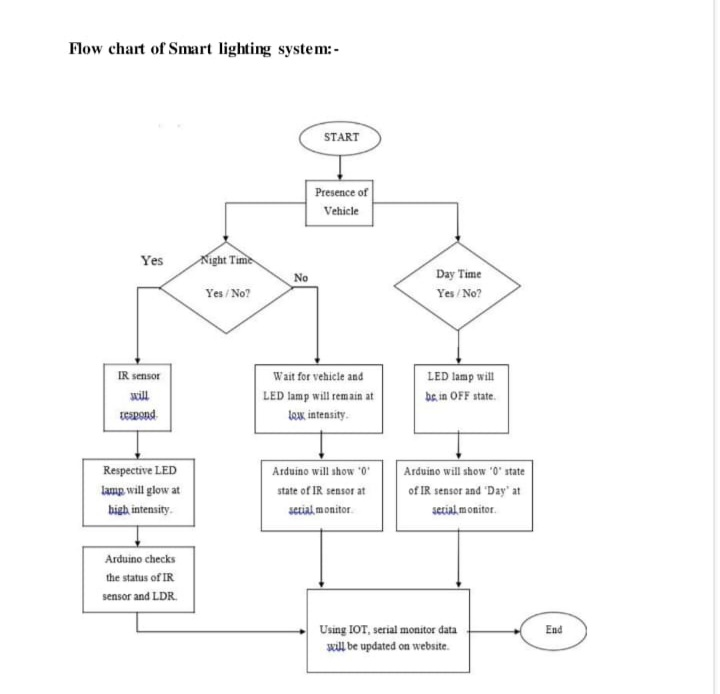 Flow chart of Smart lighting system:-
START
Presence of
Vehicle
Yes
Night Time
Yes / No?
No
Day Time
Yes / No?
IR sensor
will
respond.
Wait for vehicle and
LED lamp will remain at
low intensity.
LED lamp will
be in OFF state.
Respective LED
lamp will glow at
high intensity.
Arduino will show '0'
state of IR sensor at
serial monitor.
Arduino will show '0' state
of IR sensor and 'Day' at
serial monitor.
Arduino checks
the status of IR
sensor and LDR.
Using IOT, serial monitor data
will be updated on website.
End